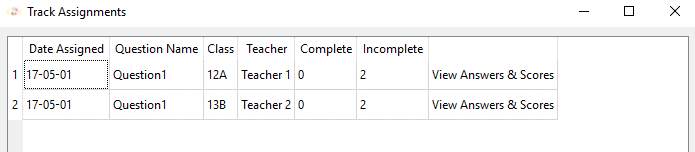 Track Assignments
Date Assigned Question Name Class Teacher Complete Incomplete
1 17-05-01 Question1 12A Teacher 1 0 2 View Answers & Scores
2 17-05-01 Question1 13B Teacher 2 0 2 View Answers & Scores